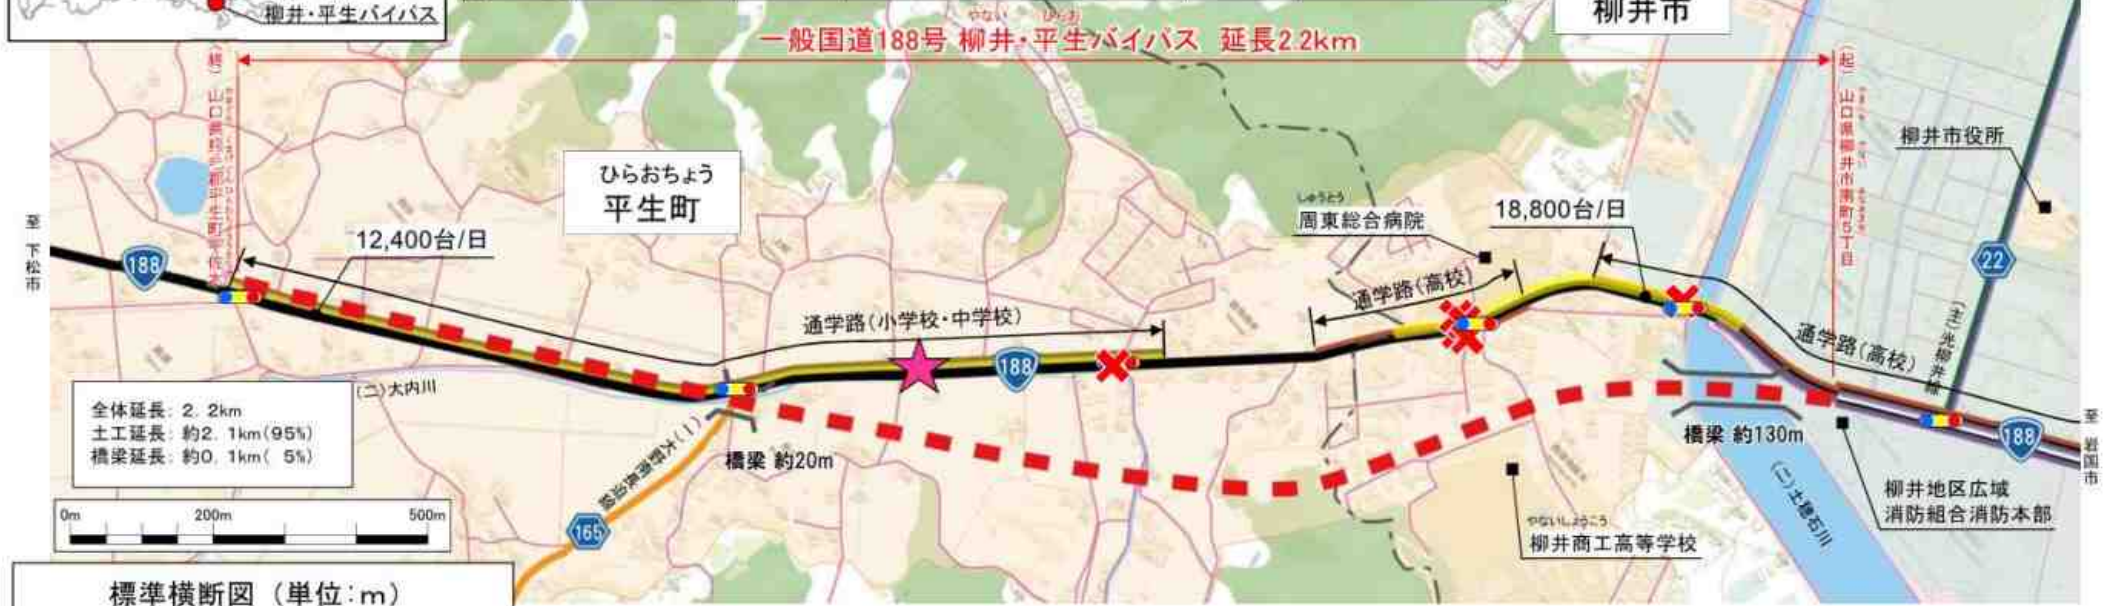 柳井・平生バイパス
柳井市
やない ひらお
一般国道188号 柳井・平生バイパス 延長2.2km
(起) 山口県柳井市南町5丁目
柳井市役所
ひらおちょう
平生町
しゅうとう
周東総合病院
18,800台/日
12,400台/日
至 下松市
188
22
通学路(高校)
通学路(小学校・中学校)
188
通学路(高校)
(主)光柳井線
(二)大内川
全体延長: 2. 2km
土工延長: 約2. 1km(95%)
橋梁延長: 約0. 1km( 5%)
橋梁 約20m
橋梁 約130m
188
至 岩国市
0m 200m 500m
165
(二)土穂石川
柳井地区広域
消防組合消防本部
やないしょうこう
柳井商工高等学校
標準横断図 (単位:m)